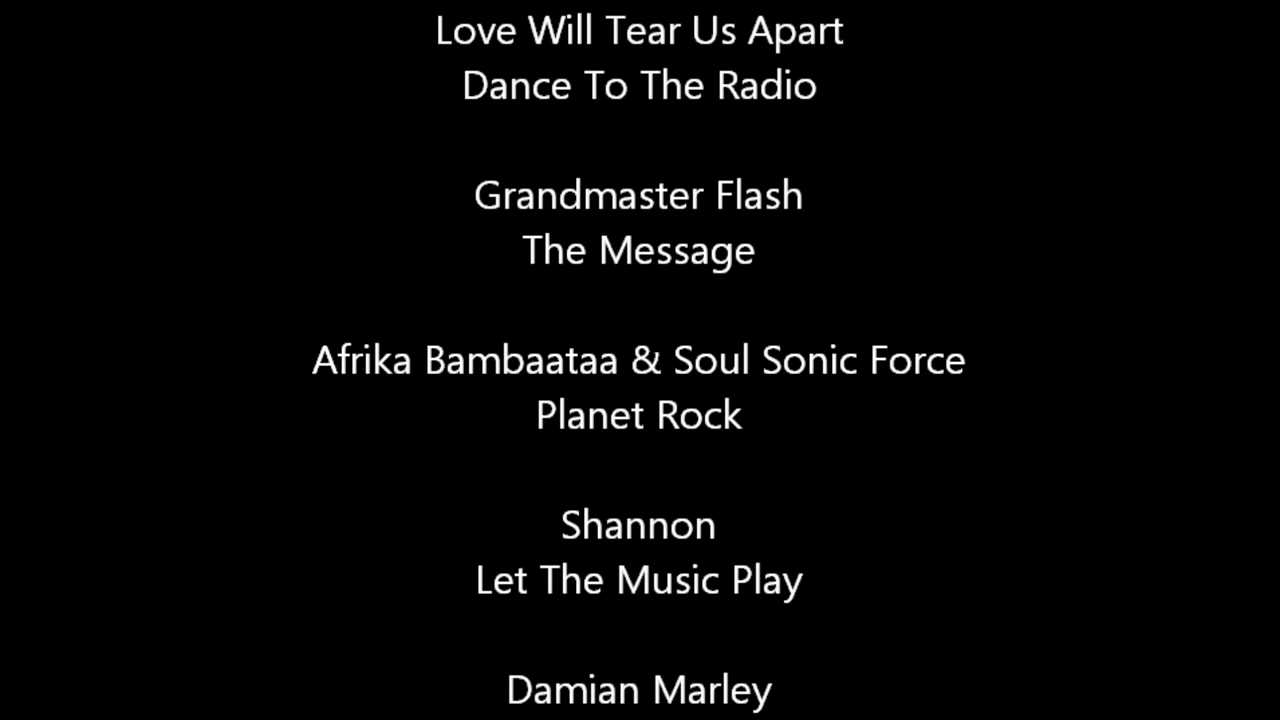 Love Will Tear Us Apart
Dance To The Radio
Grandmaster Flash
The Message
Afrika Bambaataa & Soul Sonic Force
Planet Rock
Shannon
Let The Music Play
Damian Marley